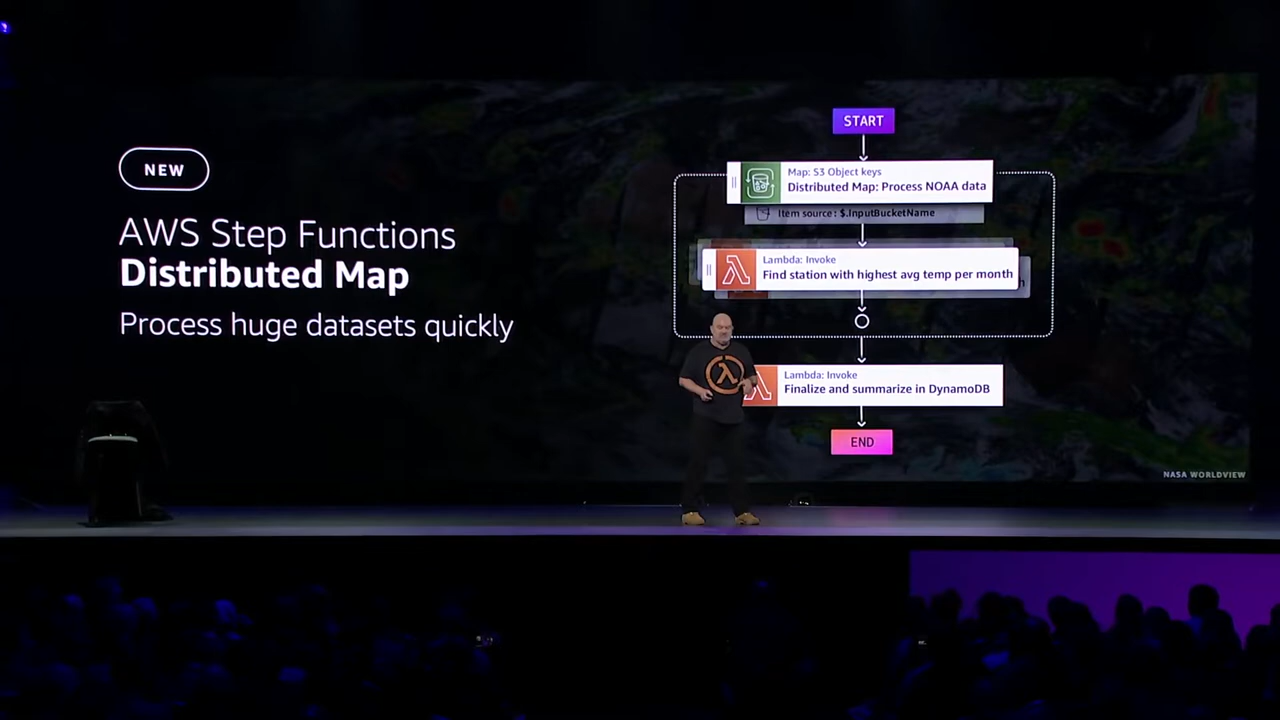 NEW
AWS Step Functions
Distributed Map
Process huge datasets quickly
START
Map: S3 Object keys
Distributed Map: Process NOAA data
Item source: $.InputBucketName
Lambda: Invoke
Find station with highest avg temp per month
Lambda: Invoke
Finalize and summarize in DynamoDB
END
NASA WORLDVIEW